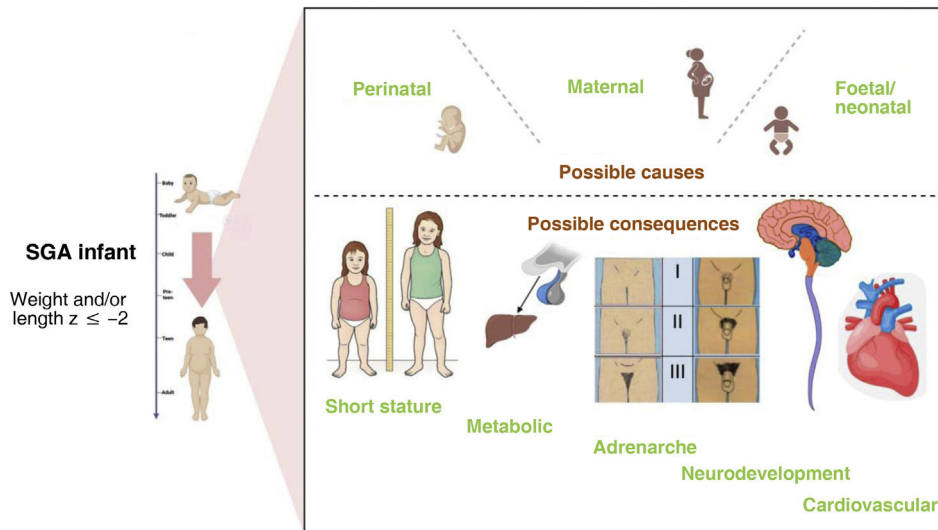 Perinatal
Maternal
Foetal/
neonatal
Possible causes
Possible consequences
Baby
Toddler
SGA infant
Child
Weight and/or
length z ≤ −2
Pre-
teen
Teen
Adult
I
II
III
Short stature
Metabolic
Adrenarche
Neurodevelopment
Cardiovascular